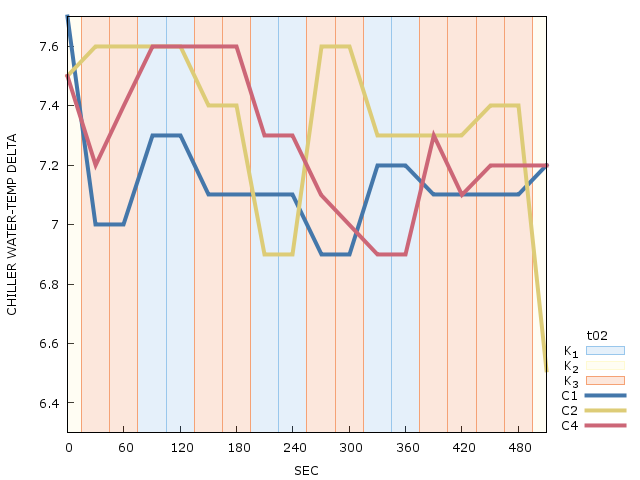 7.6
7.4
7.2
7
6.8
6.6
6.4
CHILLER WATER-TEMP DELTA
0 60 120 180 240 300 360 420 480
SEC
t02
K1
K2
K3
C1
C2
C4